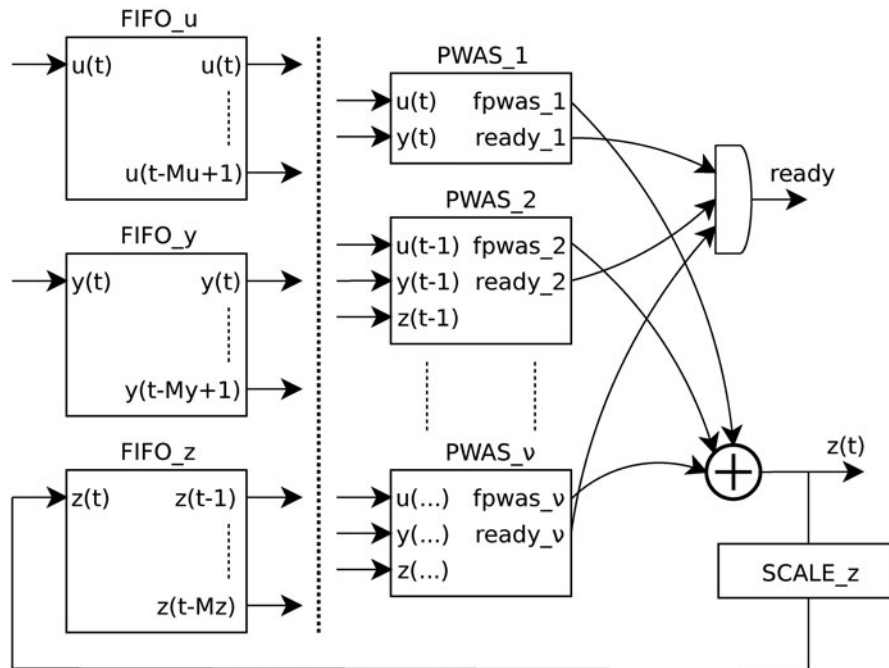 FIFO_u
u(t) u(t)
u(t-Mu+1)
FIFO_y
y(t) y(t)
y(t-My+1)
FIFO_z
z(t) z(t-1)
z(t-Mz)
PWAS_1
u(t) fpwas_1
y(t) ready_1
PWAS_2
u(t-1) fpwas_2
y(t-1) ready_2
z(t-1)
PWAS_ν
u(...) fpwas_ν
y(...) ready_ν
z(...)
ready
z(t)
SCALE_z